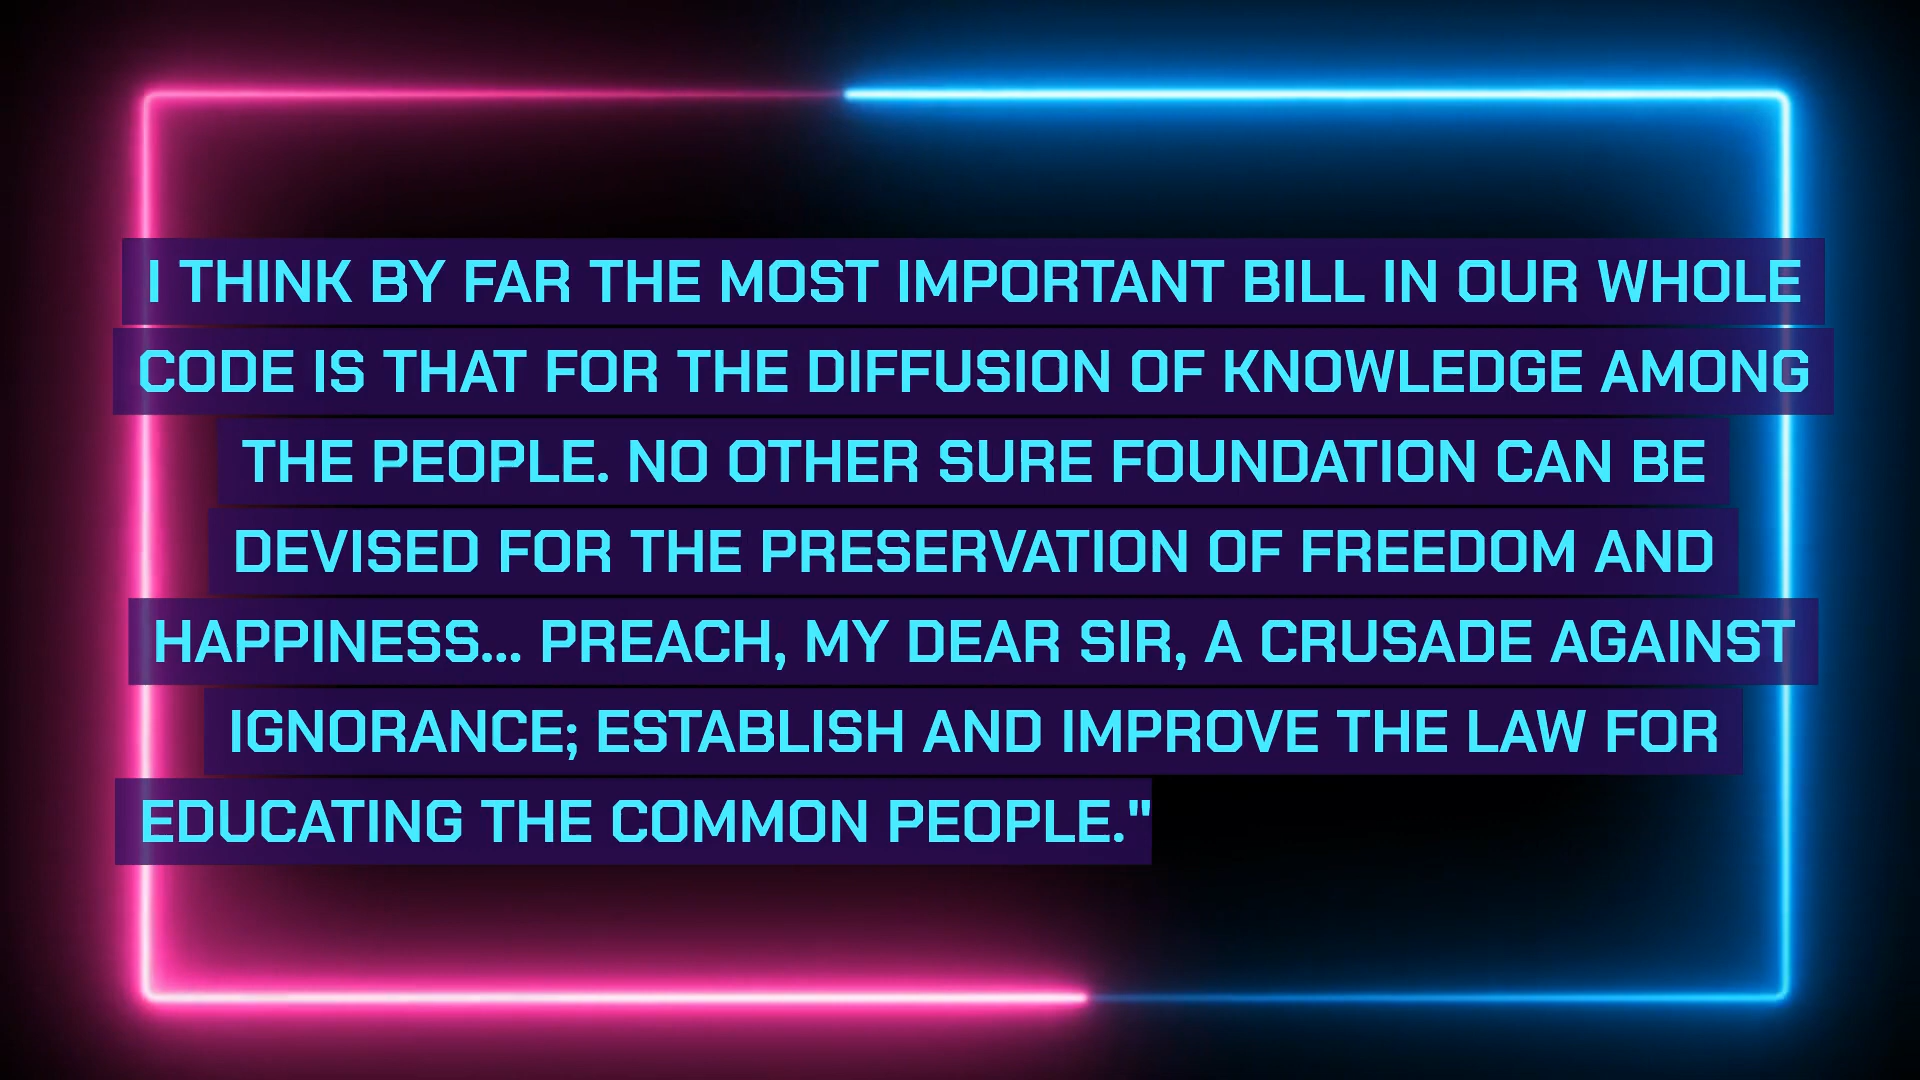 I THINK BY FAR THE MOST IMPORTANT BILL IN OUR WHOLE
CODE IS THAT FOR THE DIFFUSION OF KNOWLEDGE AMONG
THE PEOPLE. NO OTHER SURE FOUNDATION CAN BE
DEVISED FOR THE PRESERVATION OF FREEDOM AND
HAPPINESS... PREACH, MY DEAR SIR, A CRUSADE AGAINST
IGNORANCE; ESTABLISH AND IMPROVE THE LAW FOR
EDUCATING THE COMMON PEOPLE."